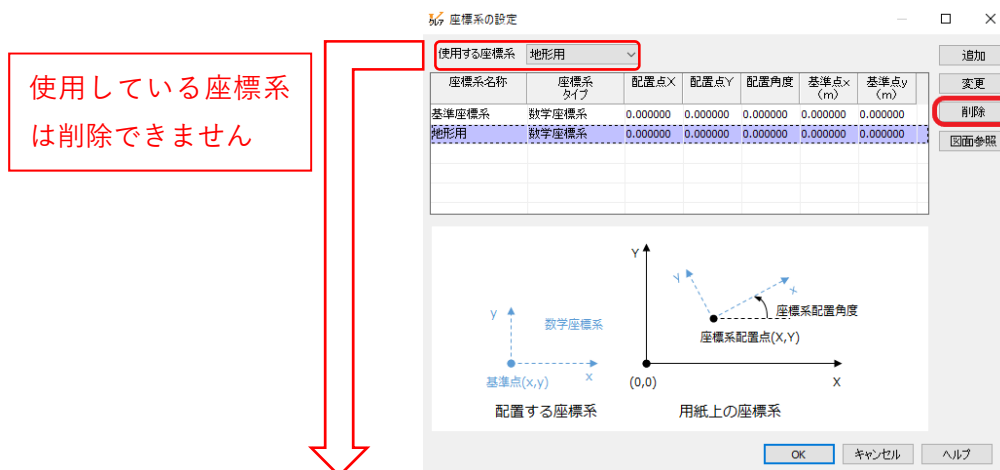 座標系の設定
使用する座標系 地形用
追加
変更
削除
図面参照
使用している座標系
は削除できません
座標系名称 座標系タイプ 配置点X 配置点Y 配置角度 基準点x(m) 基準点y(m)
基準座標系 数学座標系 0.000000 0.000000 0.000000 0.000000 0.000000
地形用 数学座標系 0.000000 0.000000 0.000000 0.000000 0.000000
Y
y
x
座標系配置角度
座標系配置点(X,Y)
y
数学座標系
基準点(x,y)
x
(0,0)
X
配置する座標系
用紙上の座標系
OK キャンセル ヘルプ